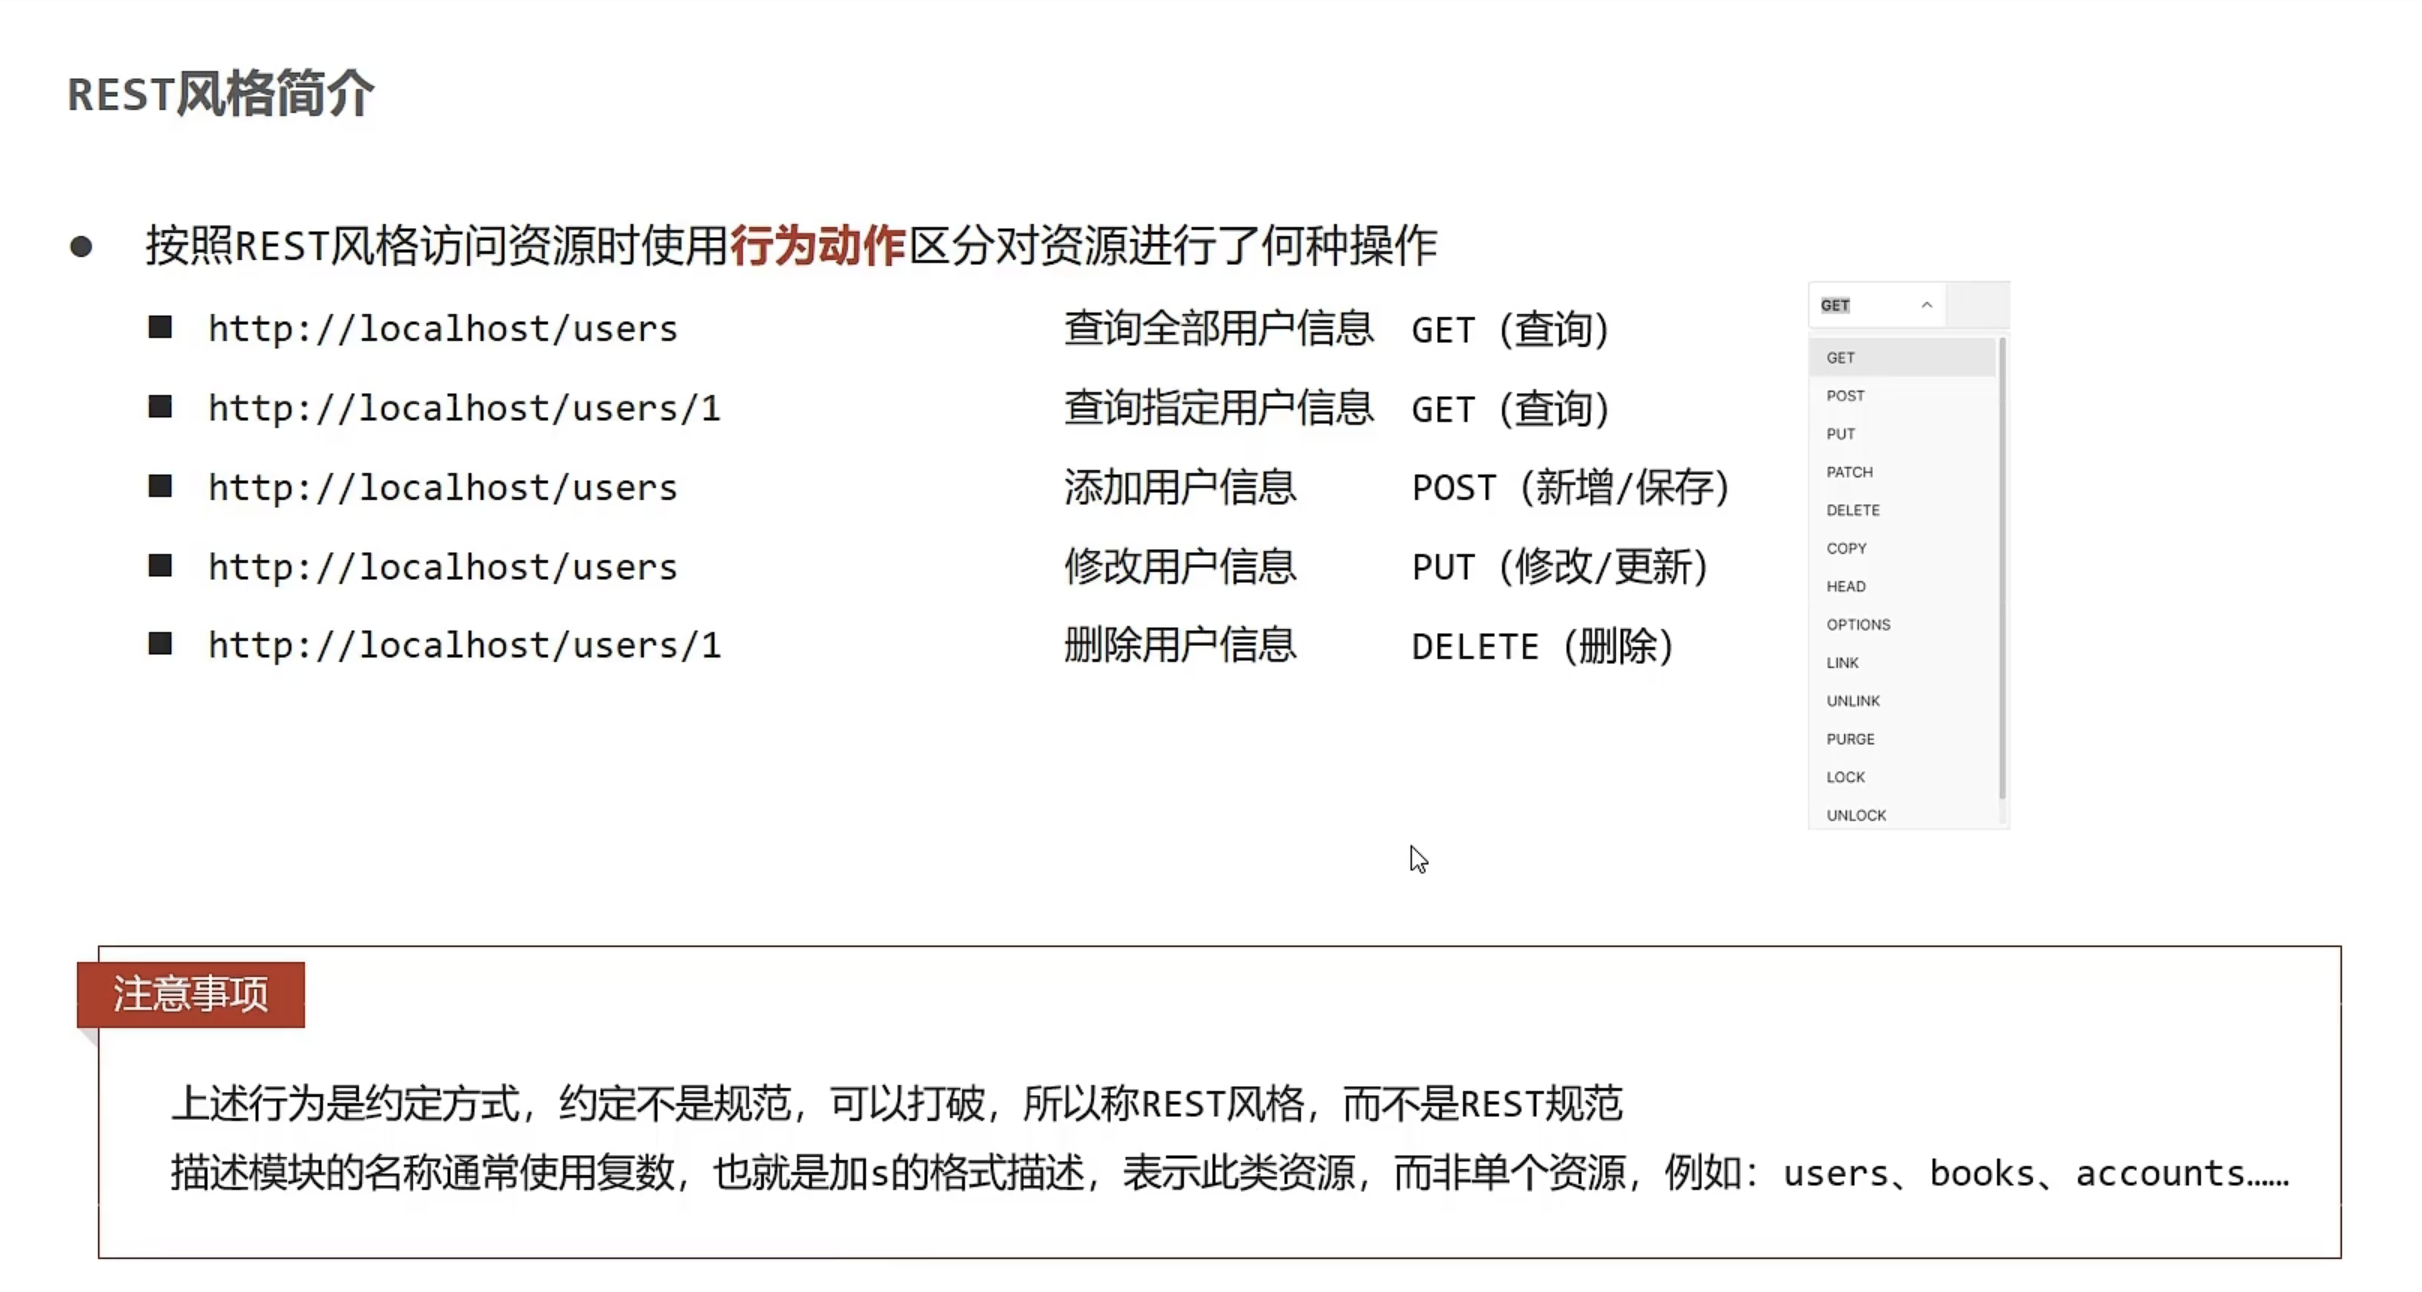 REST风格简介
按照REST风格访问资源时使用行为动作区分对资源进行了何种操作
http://localhost/users 查询全部用户信息 GET（查询）
http://localhost/users/1 查询指定用户信息 GET（查询）
http://localhost/users 添加用户信息 POST（新增/保存）
http://localhost/users 修改用户信息 PUT（修改/更新）
http://localhost/users/1 删除用户信息 DELETE（删除）
GET
GET
POST
PUT
PATCH
DELETE
COPY
HEAD
OPTIONS
LINK
UNLINK
PURGE
LOCK
UNLOCK
注意事项
上述行为是约定方式，约定不是规范，可以打破，所以称REST风格，而不是REST规范
描述模块的名称通常使用复数，也就是加s的格式描述，表示此类资源，而非单个资源，例如：users、books、accounts……